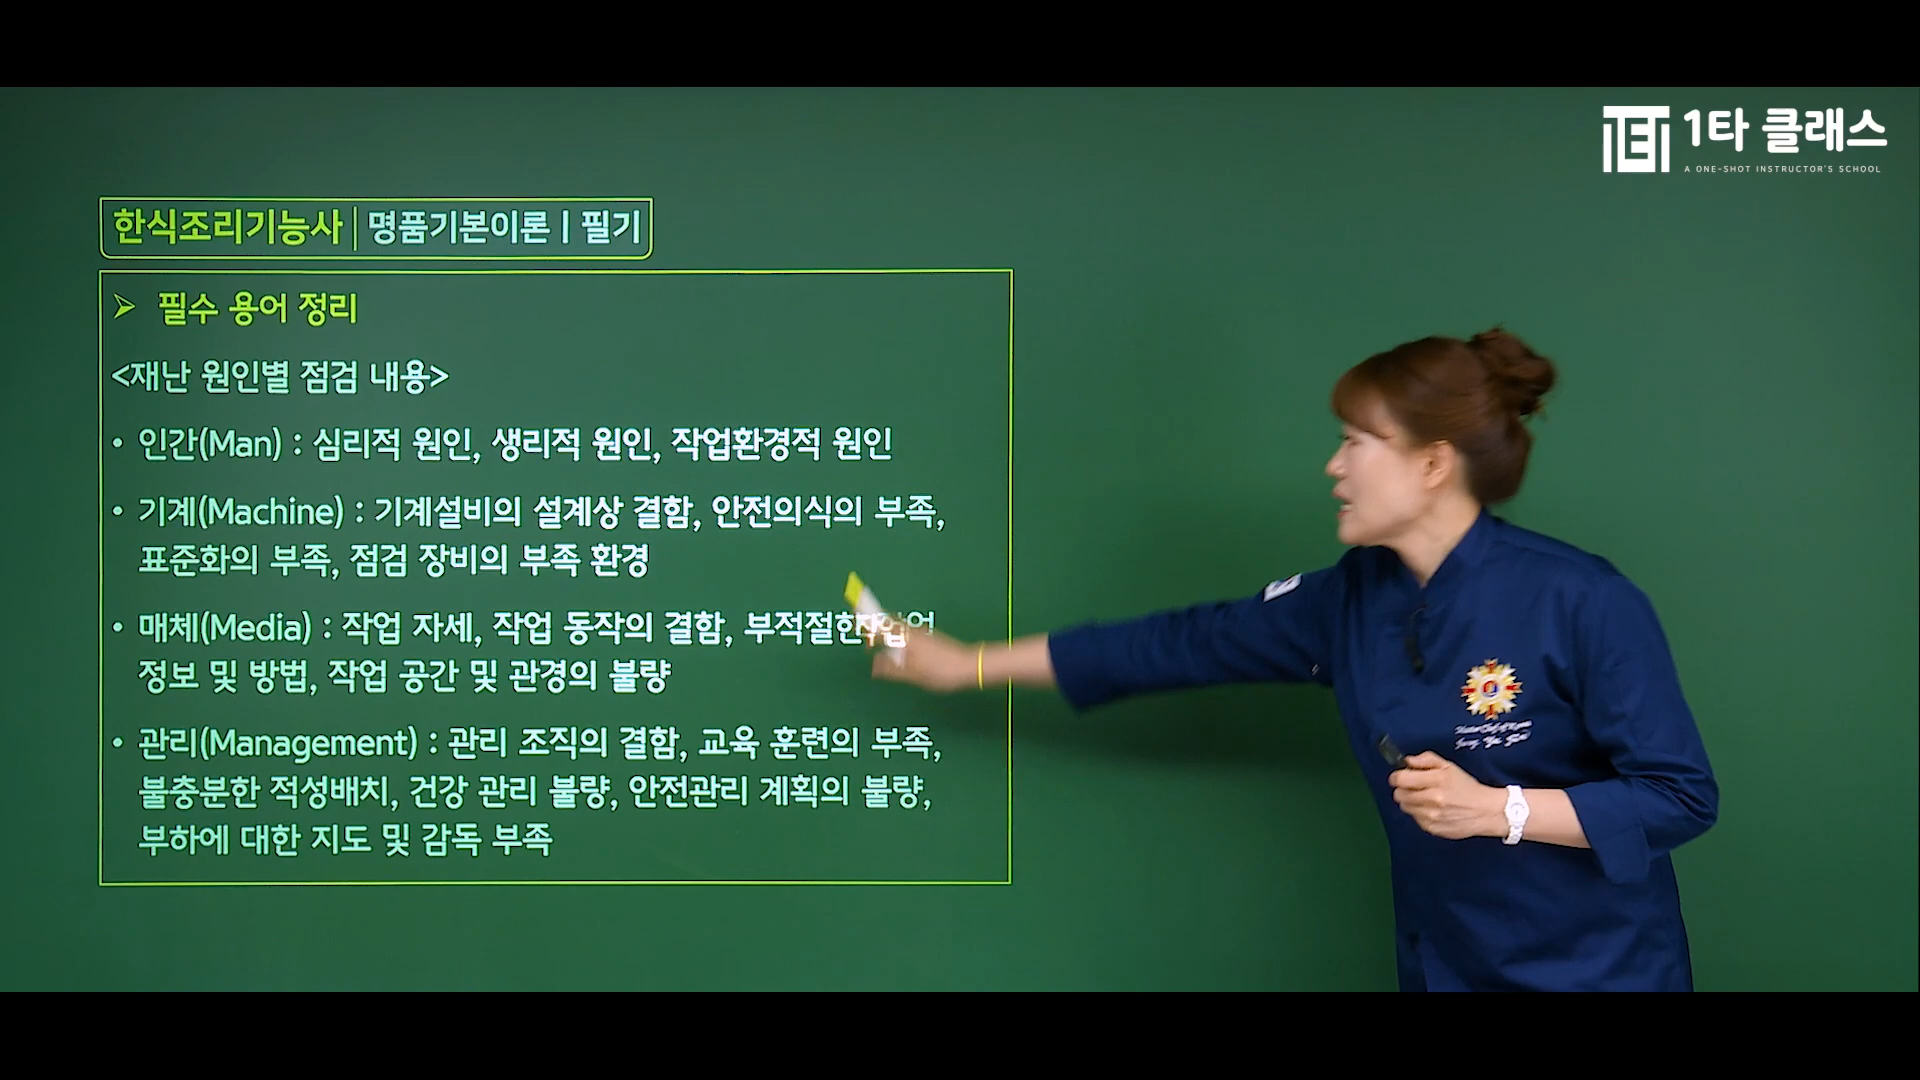 1타 클래스
A ONE-SHOT INSTRUCTOR'S SCHOOL
한식조리기능사 | 명품기본이론 | 필기
➢ 필수 용어 정리
<재난 원인별 점검 내용>
• 인간(Man) : 심리적 원인, 생리적 원인, 작업환경적 원인
• 기계(Machine) : 기계설비의 설계상 결함, 안전의식의 부족,
표준화의 부족, 점검 장비의 부족 환경
• 매체(Media) : 작업 자세, 작업 동작의 결함, 부적절한
정보 및 방법, 작업 공간 및 관경의 불량
• 관리(Management) : 관리 조직의 결함, 교육 훈련의 부족,
불충분한 적성배치, 건강 관리 불량, 안전관리 계획의 불량,
부하에 대한 지도 및 감독 부족